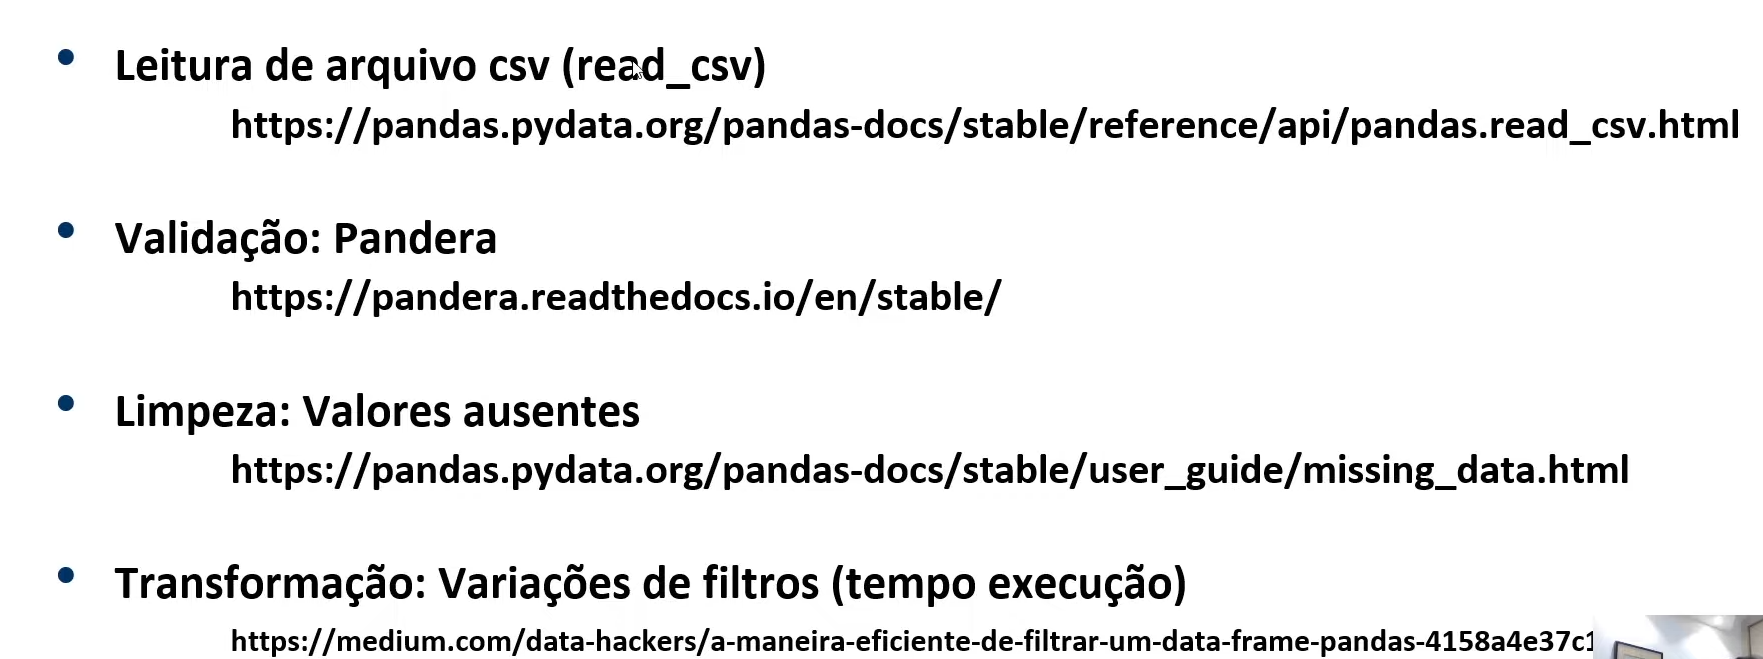 • Leitura de arquivo csv (read_csv)
https://pandas.pydata.org/pandas-docs/stable/reference/api/pandas.read_csv.html
• Validação: Pandera
https://pandera.readthedocs.io/en/stable/
• Limpeza: Valores ausentes
https://pandas.pydata.org/pandas-docs/stable/user_guide/missing_data.html
• Transformação: Variações de filtros (tempo execução)
https://medium.com/data-hackers/a-maneira-eficiente-de-filtrar-um-data-frame-pandas-4158a4e37c1